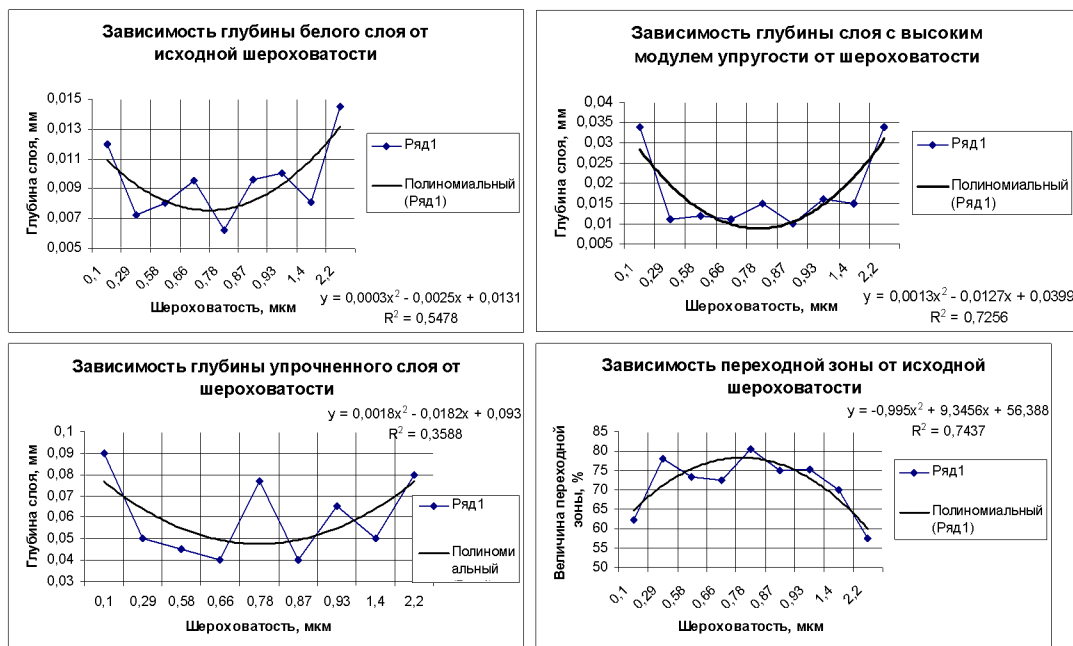 Зависимость глубины белого слоя от
исходной шероховатости
0,015
0,013
0,011
0,009
0,007
0,005
Глубина слоя, мм
0,1
0,29
0,58
0,66
0,78
0,87
0,93
1,4
2,2
Шероховатость, мкм
Ряд1
Полиномиальный
(Ряд1)
y = 0,0003x² - 0,0025x + 0,0131
R² = 0,5478
Зависимость глубины слоя с высоким
модулем упругости от шероховатости
0,04
0,035
0,03
0,025
0,02
0,015
0,01
0,005
Глубина слоя, мм
0,1
0,29
0,58
0,66
0,78
0,87
0,93
1,4
2,2
Шероховатость, мкм
Ряд1
Полиномиальный
(Ряд1)
y = 0,0013x² - 0,0127x + 0,0399
R² = 0,7256
Зависимость глубины упрочненного слоя от
шероховатости
y = 0,0018x² - 0,0182x + 0,093
R² = 0,3588
0,1
0,09
0,08
0,07
0,06
0,05
0,04
0,03
Глубина слоя, мм
0,1 0,29 0,58 0,66 0,78 0,87 0,93 1,4 2,2
Шероховатость, мкм
Ряд1
Полиноми
альный
Зависимость переходной зоны от исходной
шероховатости
y = -0,995x² + 9,3456x + 56,388
R² = 0,7437
85
80
75
70
65
60
55
50
Величина переходной
зоны, %
0,1
0,29
0,58
0,66
0,78
0,87
0,93
1,4
2,2
Шероховатость, мкм
Ряд1
Полиномиальный
(Ряд1)